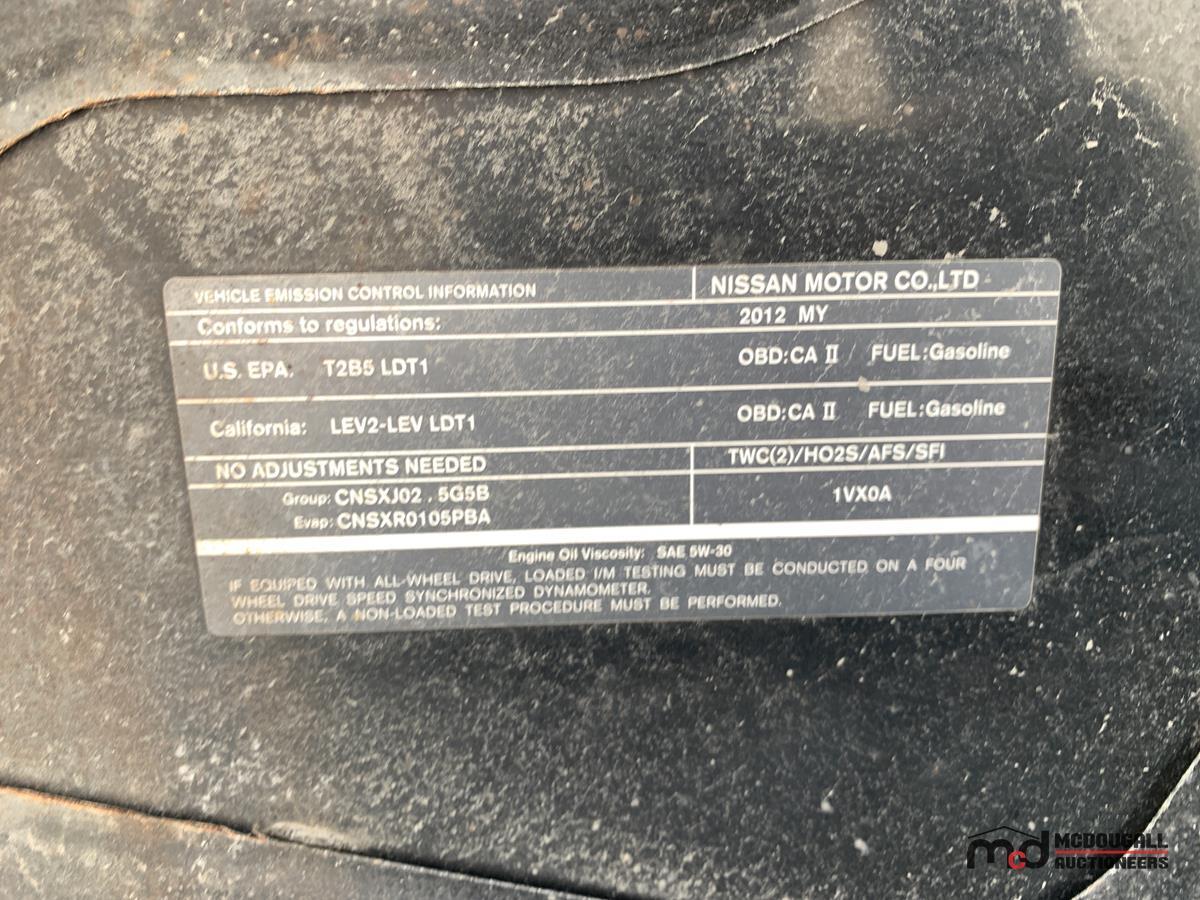 VEHICLE EMISSION CONTROL INFORMATION NISSAN MOTOR CO.,LTD
Conforms to regulations: 2012 MY
U.S. EPA: T2B5 LDT1 OBD:CA II / FUEL:Gasoline
California: LEV2-LEV LDT1 OBD:CA II FUEL:Gasoline
NO ADJUSTMENTS NEEDED TWC(2)/HO2S/AFS/SFI
Group: CNSXJ02.5G5B 1VX0A
Evap: CNSXR0105PBA
Engine Oil Viscosity: SAE 5W-30
IF EQUIPED WITH ALL-WHEEL DRIVE, LOADED I/M TESTING MUST BE CONDUCTED ON A FOUR
WHEEL DRIVE SPEED SYNCHRONIZED DYNAMOMETER.
OTHERWISE, A NON-LOADED TEST PROCEDURE MUST BE PERFORMED.
mcd MCDOUGALL
AUCTIONEERS